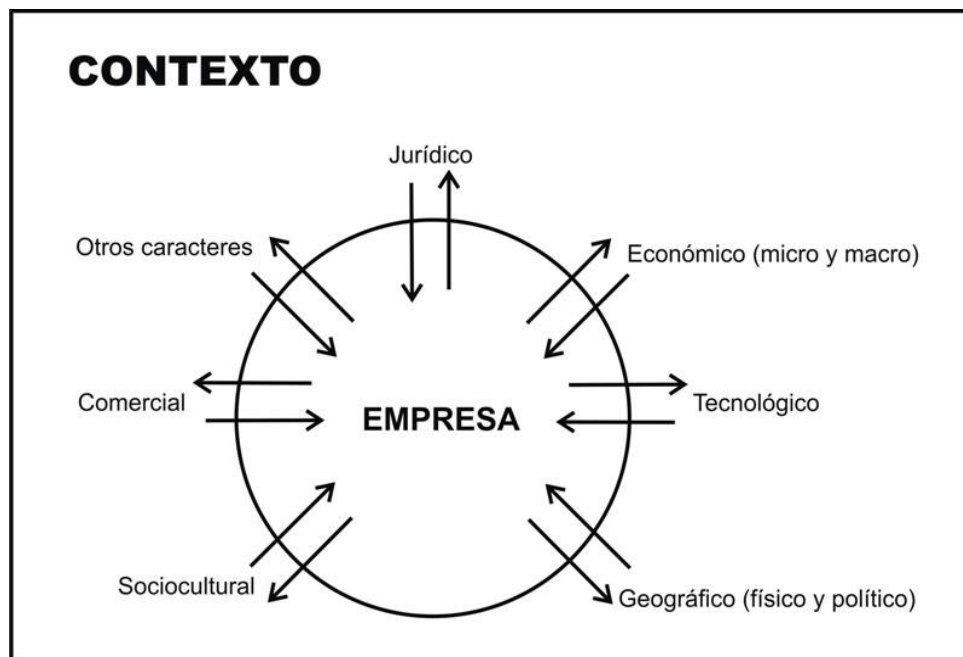 CONTEXTO
Jurídico
Otros caracteres
Económico (micro y macro)
Comercial
EMPRESA
Tecnológico
Sociocultural
Geográfico (físico y político)